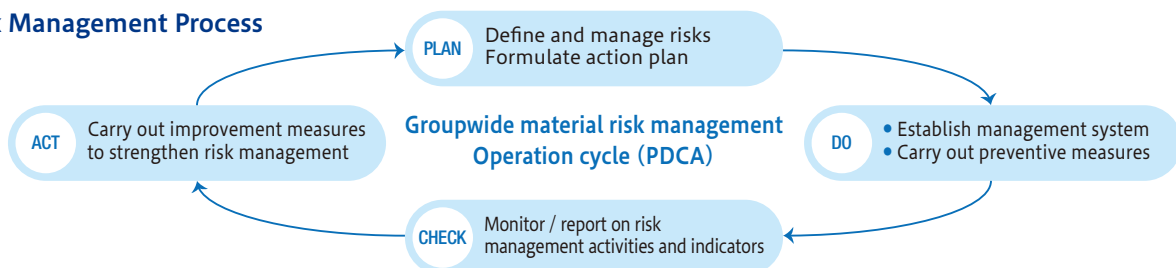 Management Process
PLAN
Define and manage risks
Formulate action plan
ACT
Carry out improvement measures
to strengthen risk management
Groupwide material risk management
Operation cycle (PDCA)
DO
• Establish management system
• Carry out preventive measures
CHECK
Monitor / report on risk
management activities and indicators